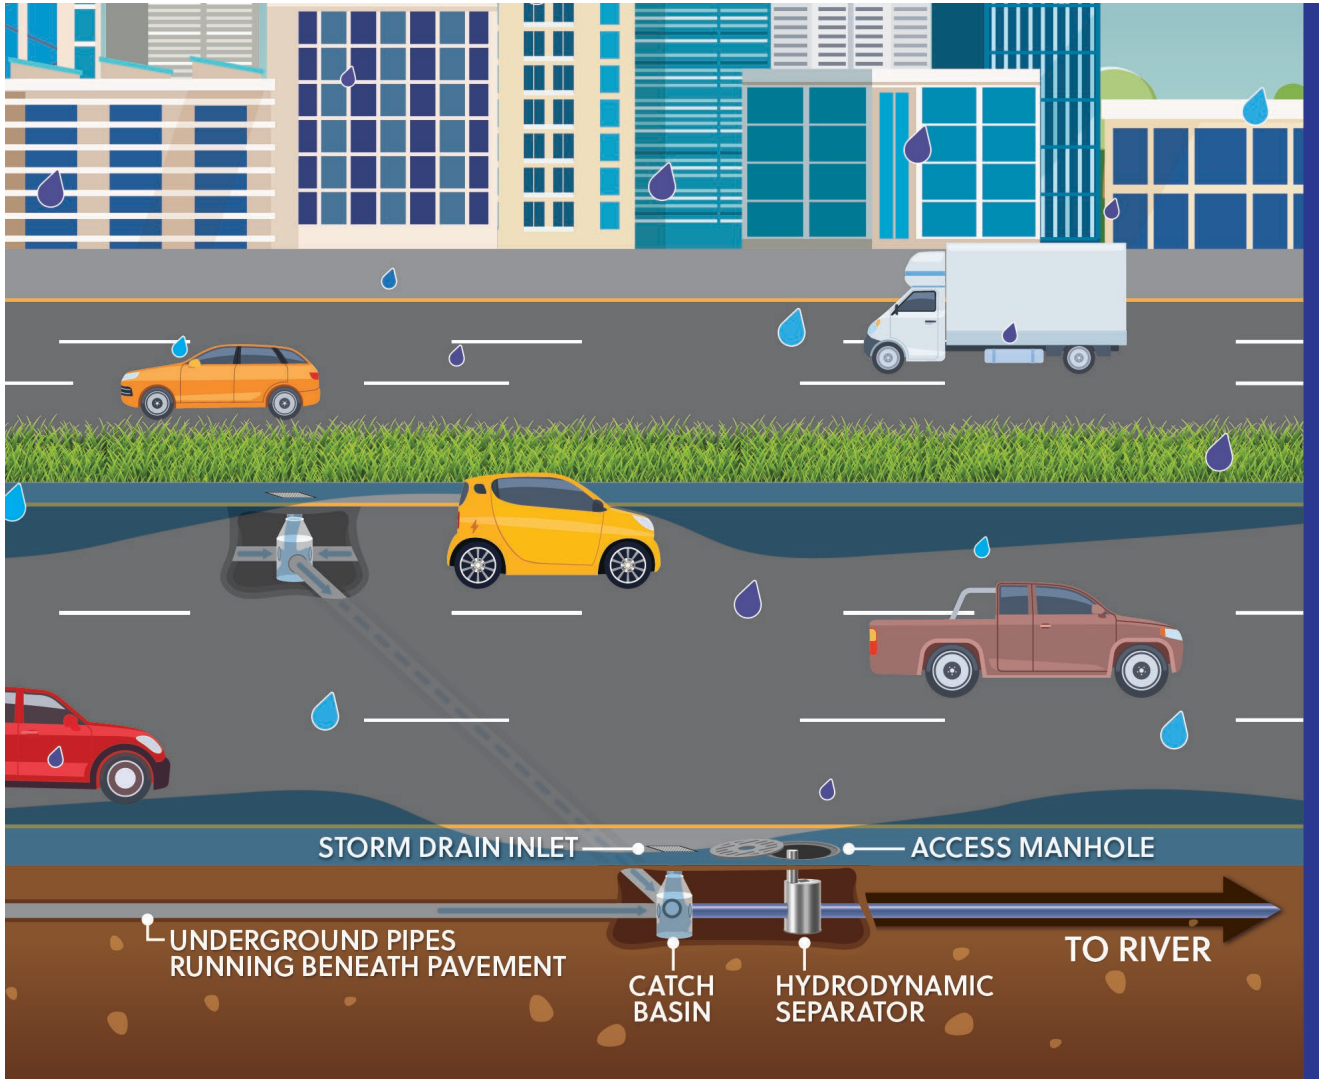 STORM DRAIN INLET
ACCESS MANHOLE
UNDERGROUND PIPES
RUNNING BENEATH PAVEMENT
CATCH
BASIN
HYDRODYNAMIC
SEPARATOR
TO RIVER